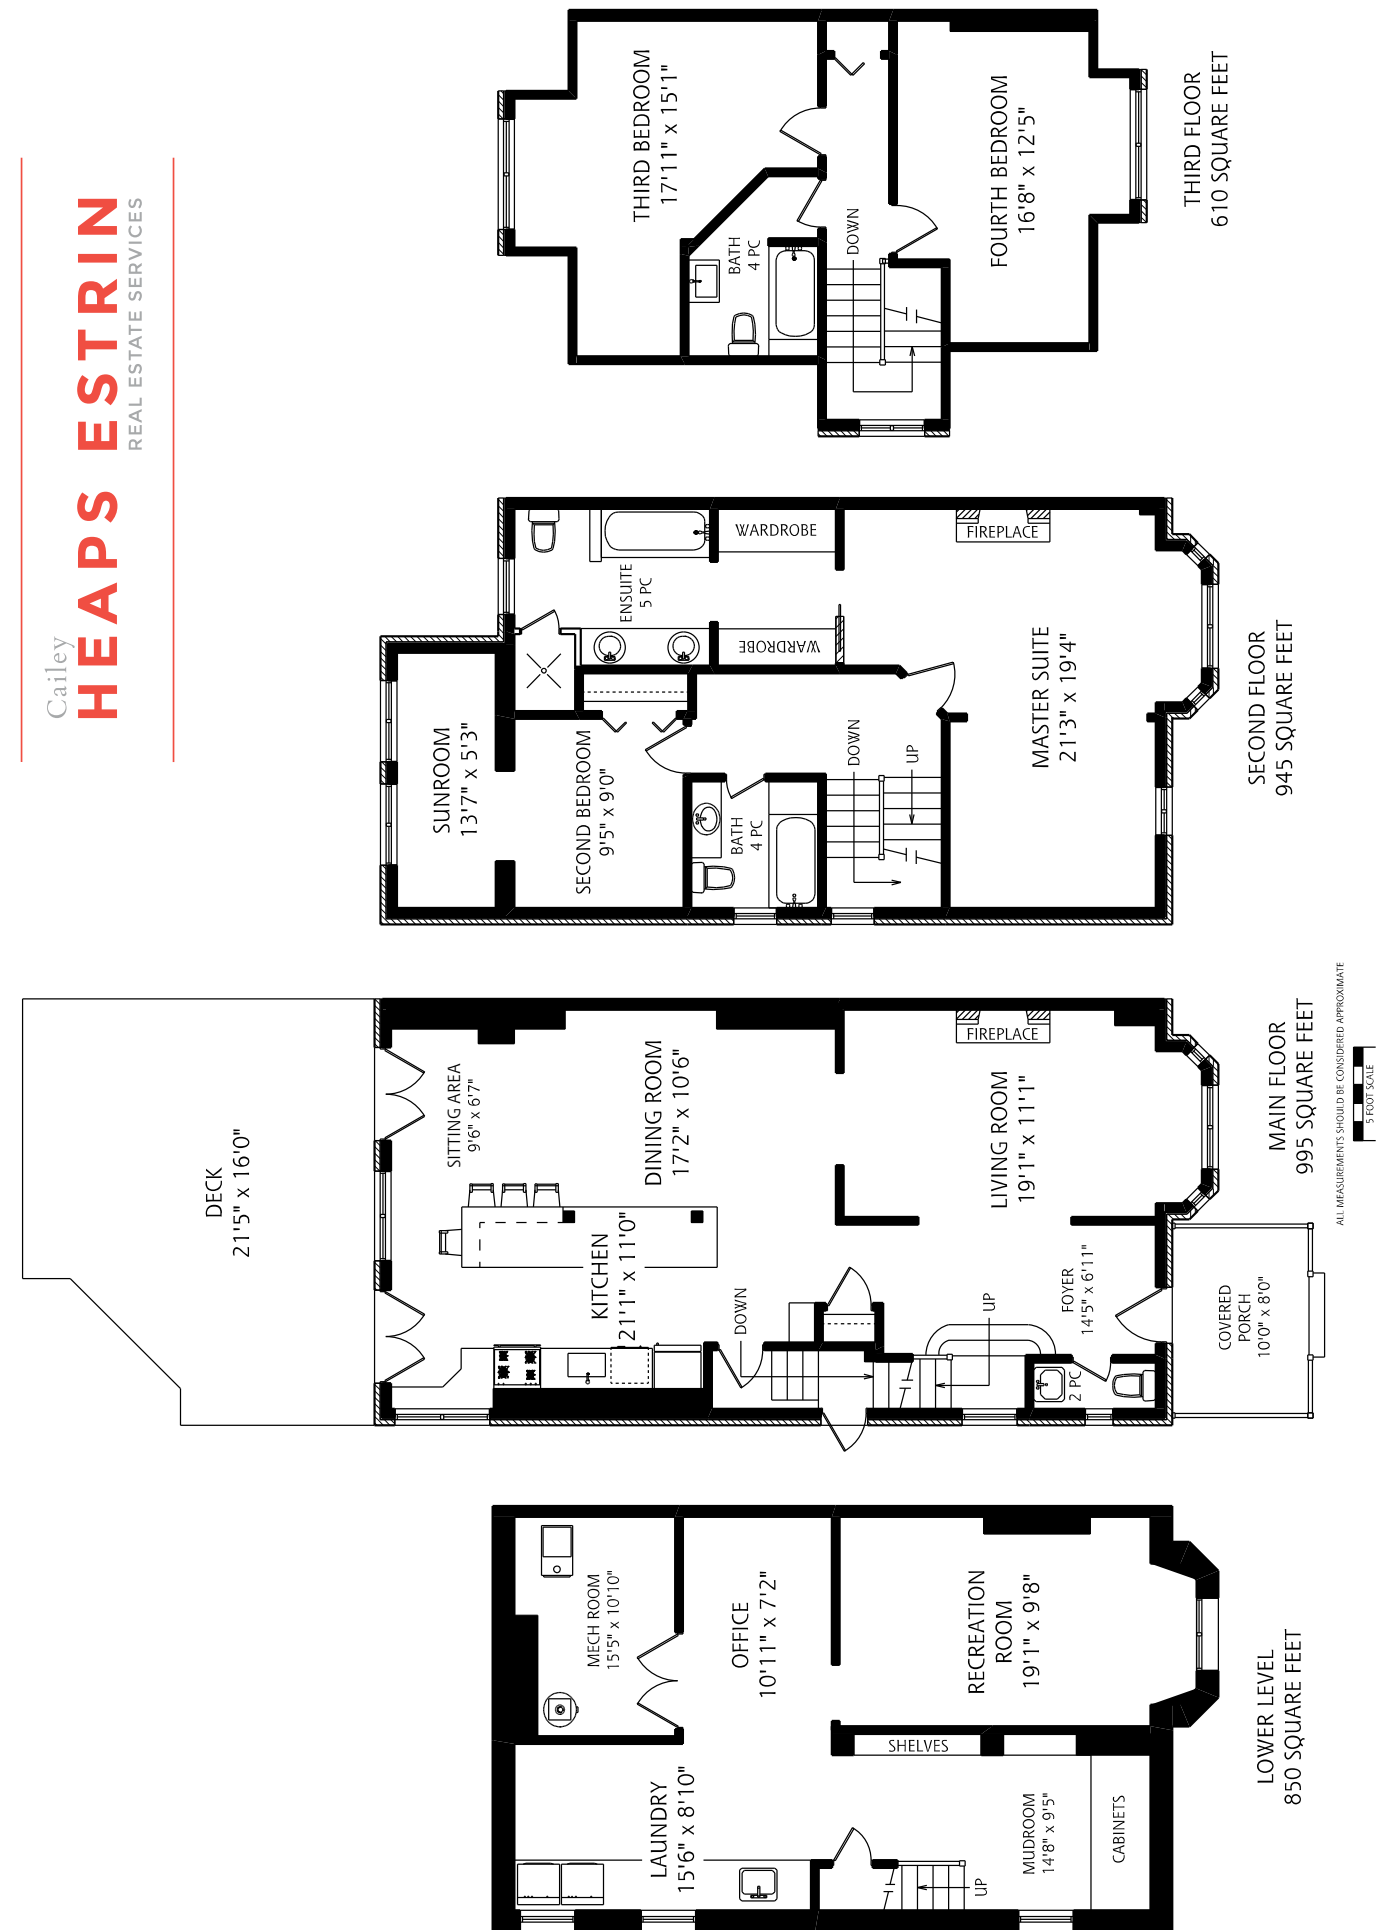 Cailey
HEAPS ESTRIN
REAL ESTATE SERVICES
THIRD BEDROOM
17'11" x 15'1"
BATH
4 PC
DOWN
FOURTH BEDROOM
16'8" x 12'5"
THIRD FLOOR
610 SQUARE FEET
SUNROOM
13'7" x 5'3"
SECOND BEDROOM
9'5" x 9'0"
ENSUITE
5 PC
WARDROBE
WARDROBE
BATH
4 PC
DOWN
UP
FIREPLACE
MASTER SUITE
21'3" x 19'4"
SECOND FLOOR
945 SQUARE FEET
DECK
21'5" x 16'0"
SITTING AREA
9'6" x 6'7"
DINING ROOM
17'2" x 10'6"
KITCHEN
21'1" x 11'0"
DOWN
FIREPLACE
LIVING ROOM
19'1" x 11'1"
UP
FOYER
14'5" x 6'11"
2 PC
COVERED
PORCH
10'0" x 8'0"
MAIN FLOOR
995 SQUARE FEET
ALL MEASUREMENTS SHOULD BE CONSIDERED APPROXIMATE
5 FOOT SCALE
MECH ROOM
15'5" x 10'10"
OFFICE
10'11" x 7'2"
RECREATION
ROOM
19'1" x 9'8"
LAUNDRY
15'6" x 8'10"
SHELVES
MUDROOM
14'8" x 9'5"
CABINETS
UP
LOWER LEVEL
850 SQUARE FEET